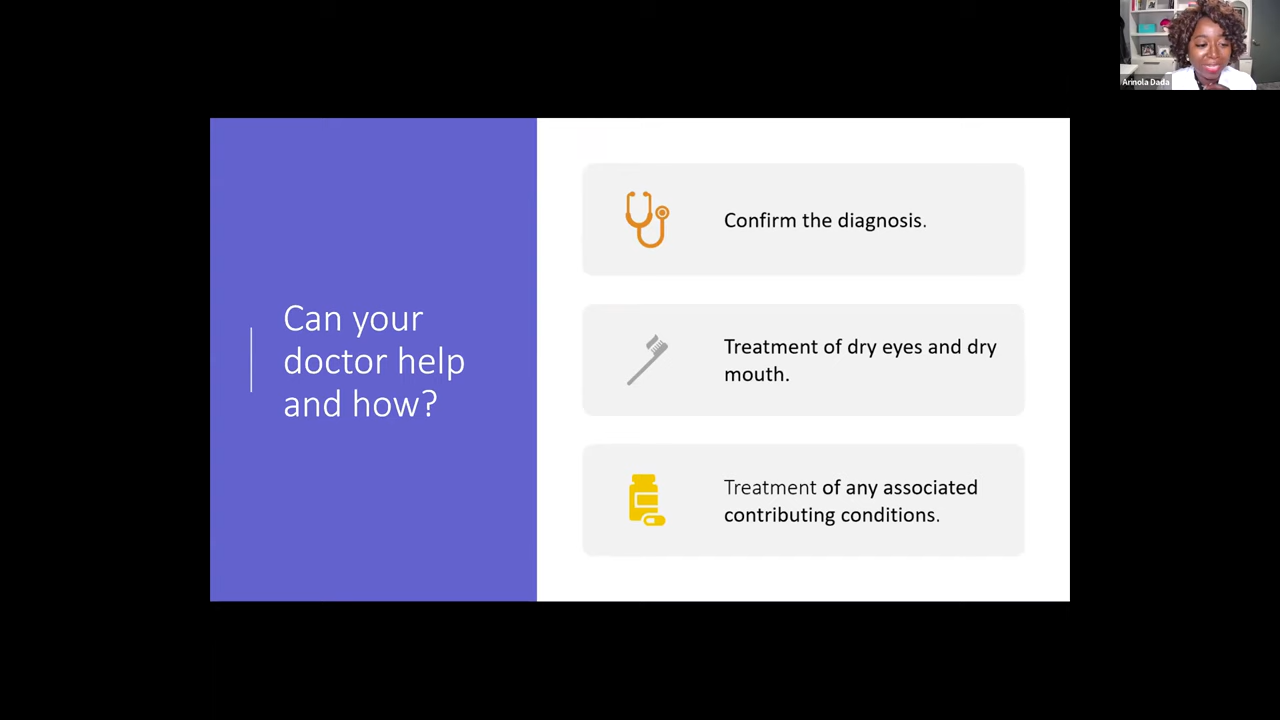 Arinola Dada
Can your
doctor help
and how?
Confirm the diagnosis.
Treatment of dry eyes and dry
mouth.
Treatment of any associated
contributing conditions.